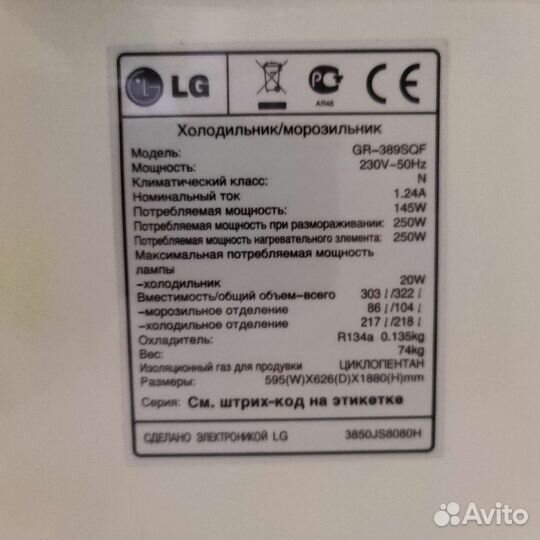 LG
АЯ46
CE
Холодильник/морозильник
Модель: GR-389SQF
Мощность: 230V~50Hz
Климатический класс: N
Номинальный ток 1.24A
Потребляемая мощность: 145W
Потребляемая мощность при размораживании: 250W
Потребляемая мощность нагревательного элемента: 250W
Максимальная потребляемая мощность
лампы
-холодильник 20W
Вместимость/общий объем-всего 303 l/322 l
-морозильное отделение 86 l/104 l
-холодильное отделение 217 l/218 l
Охладитель: R134a 0.135kg
Вес: 74kg
Изоляционый газ для продувки ЦИКЛОПЕНТАН
Размеры: 595(W)X626(D)X1880(H)mm
Серия: См. штрих-код на этикетке
СДЕЛАНО ЭЛЕКТРОНИКОЙ LG 3850JS8080H
Avito